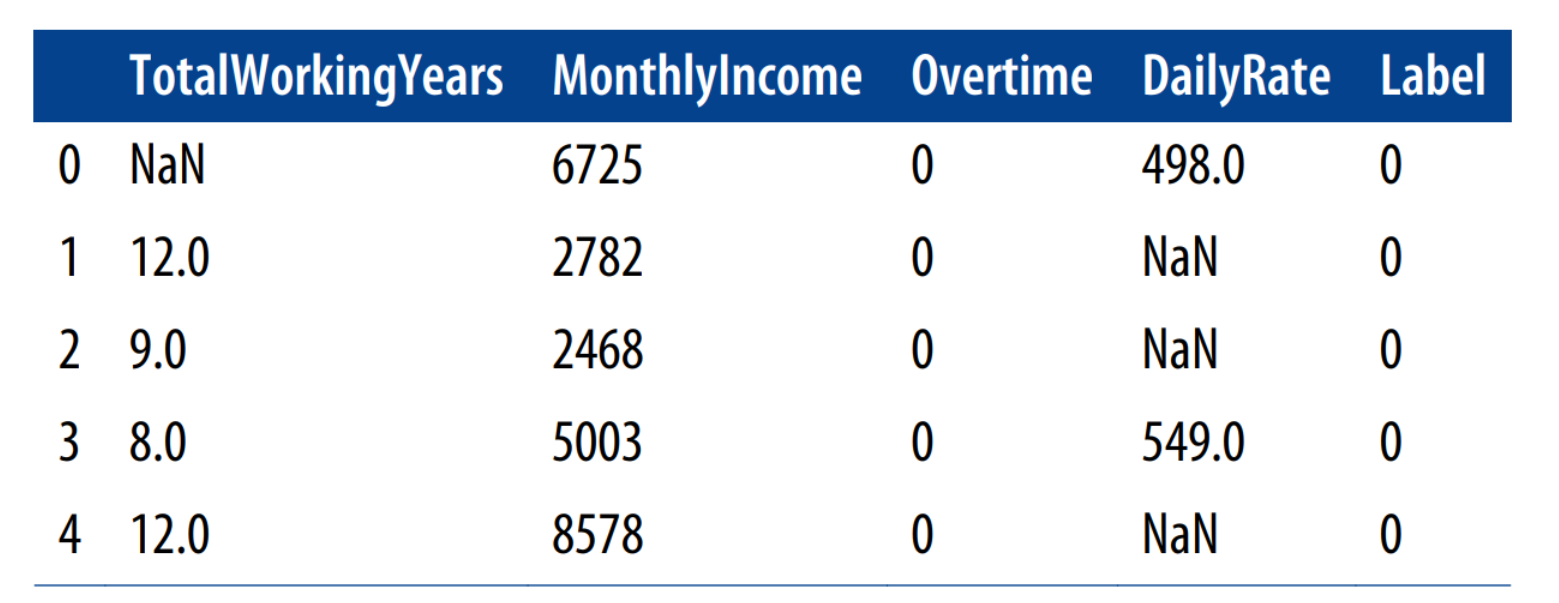 TotalWorkingYears MonthlyIncome Overtime DailyRate Label
0 NaN 6725 0 498.0 0
1 12.0 2782 0 NaN 0
2 9.0 2468 0 NaN 0
3 8.0 5003 0 549.0 0
4 12.0 8578 0 NaN 0